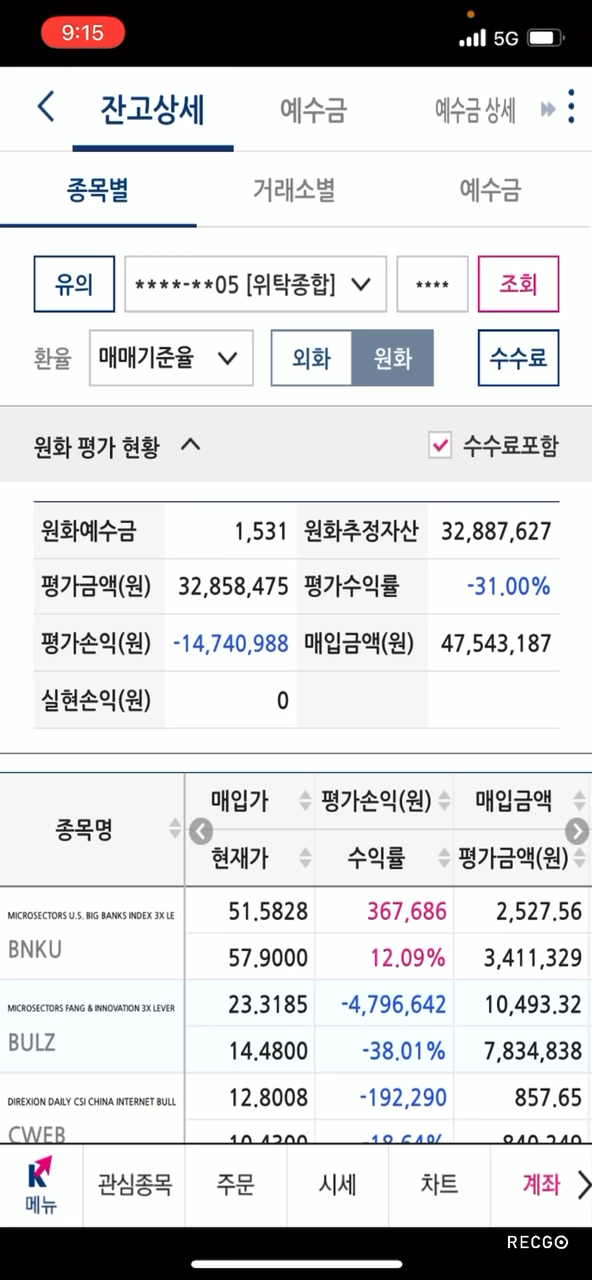 9:15
5G
잔고상세 예수금 예수금 상세
종목별 거래소별 예수금
유의 ****-**05 [위탁종합] **** 조회
환율 매매기준율 외화 원화 수수료
원화 평가 현황 수수료포함
원화예수금 1,531 원화추정자산 32,887,627
평가금액(원) 32,858,475 평가수익률 -31.00%
평가손익(원) -14,740,988 매입금액(원) 47,543,187
실현손익(원) 0
종목명 매입가 평가손익(원) 매입금액
현재가 수익률 평가금액(원)
MICROSECTORS U.S. BIG BANKS INDEX 3X LE 51.5828 367,686 2,527.56
BNKU 57.9000 12.09% 3,411,329
MICROSECTORS FANG & INNOVATION 3X LEVER 23.3185 -4,796,642 10,493.32
BULZ 14.4800 -38.01% 7,834,838
DIREXION DAILY CSI CHINA INTERNET BULL 12.8008 -192,290 857.65
CWEB 10.4300 -18.64% 840,249
메뉴 관심종목 주문 시세 차트 계좌
RECGO